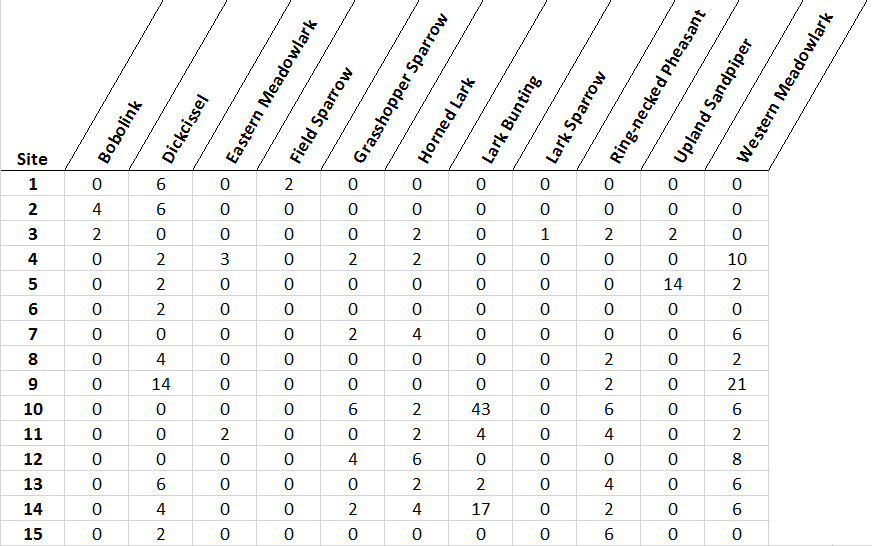 Site Bobolink Dickcissel Eastern Meadowlark Field Sparrow Grasshopper Sparrow Horned Lark Lark Bunting Lark Sparrow Ring-necked Pheasant Upland Sandpiper Western Meadowlark
1 0 6 0 2 0 0 0 0 0 0 0
2 4 6 0 0 0 0 0 0 0 0 0
3 2 0 0 0 0 2 0 1 2 2 0
4 0 2 3 0 2 2 0 0 0 0 10
5 0 2 0 0 0 0 0 0 0 14 2
6 0 2 0 0 0 0 0 0 0 0 0
7 0 0 0 0 2 4 0 0 0 0 6
8 0 4 0 0 0 0 0 0 2 0 2
9 0 14 0 0 0 0 0 0 2 0 21
10 0 0 0 0 6 2 43 0 6 0 6
11 0 0 2 0 0 2 4 0 4 0 2
12 0 0 0 0 4 6 0 0 0 0 8
13 0 6 0 0 0 2 2 0 4 0 6
14 0 4 0 0 2 4 17 0 2 0 6
15 0 2 0 0 0 0 0 0 6 0 0